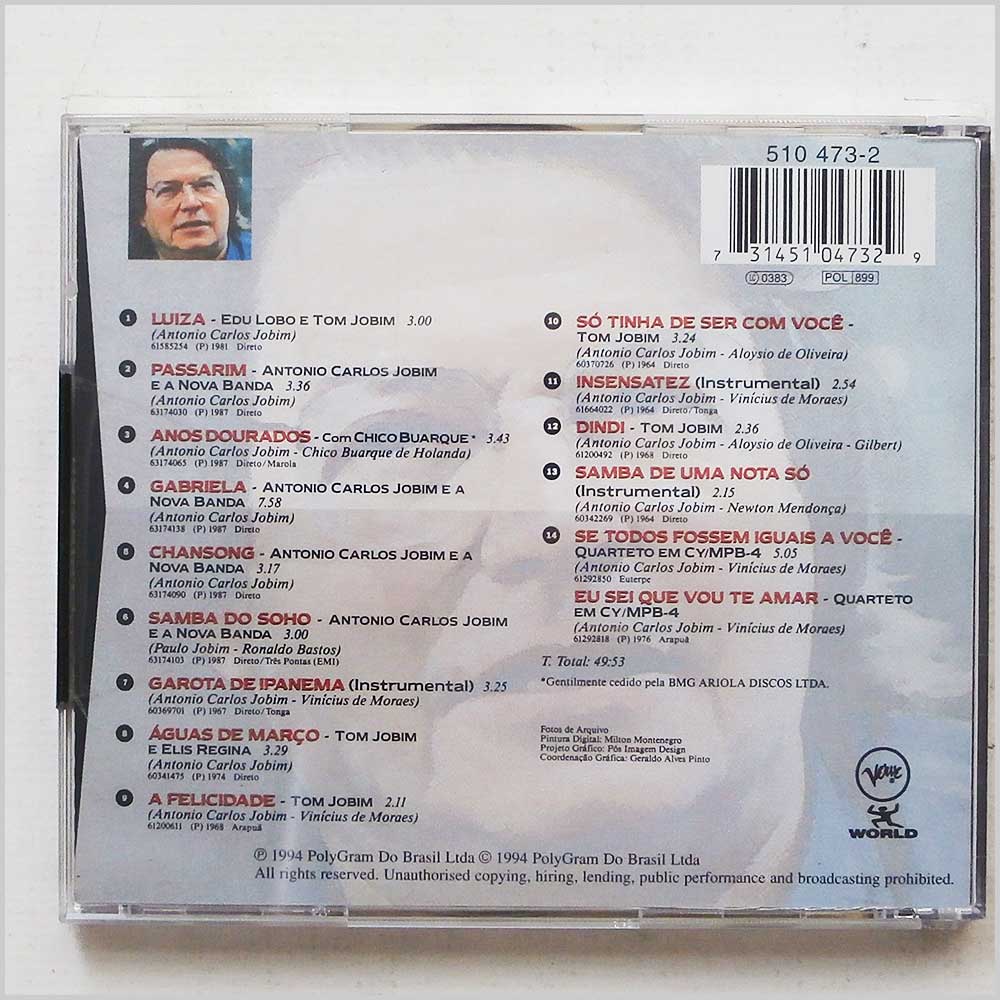 510 473-2
7 31451 04732 9
LC 0383 POL 899
1 LUIZA - EDU LOBO E TOM JOBIM 3.00
(Antonio Carlos Jobim)
61585254 (P) 1981 Direto
2 PASSARIM - ANTONIO CARLOS JOBIM
E A NOVA BANDA 3.36
(Antonio Carlos Jobim)
63174030 (P) 1987 Direto
3 ANOS DOURADOS - Com CHICO BUARQUE* 3.43
(Antonio Carlos Jobim - Chico Buarque de Holanda)
63174065 (P) 1987 Direto/Marola
4 GABRIELA - ANTONIO CARLOS JOBIM E A
NOVA BANDA 7.58
(Antonio Carlos Jobim)
63174138 (P) 1987 Direto
5 CHANSONG - ANTONIO CARLOS JOBIM E A
NOVA BANDA 3.17
(Antonio Carlos Jobim)
63174090 (P) 1987 Direto
6 SAMBA DO SOHO - ANTONIO CARLOS JOBIM
E A NOVA BANDA 3.00
(Paulo Jobim - Ronaldo Bastos)
63174103 (P) 1987 Direto/Três Pontas (EMI)
7 GAROTA DE IPANEMA (Instrumental) 3.25
(Antonio Carlos Jobim - Vinícius de Moraes)
60369701 (P) 1967 Direto/Tonga
8 ÁGUAS DE MARÇO - TOM JOBIM
E ELIS REGINA 3.29
(Antonio Carlos Jobim)
60341475 (P) 1974 Direto
9 A FELICIDADE - TOM JOBIM 2.11
(Antonio Carlos Jobim - Vinícius de Moraes)
61200611 (P) 1968 Arapuã
10 SÓ TINHA DE SER COM VOCÊ -
TOM JOBIM 3.24
(Antonio Carlos Jobim - Aloysio de Oliveira)
60370726 (P) 1964 Direto
11 INSENSATEZ (Instrumental) 2.54
(Antonio Carlos Jobim - Vinícius de Moraes)
61664022 (P) 1964 Direto/Tonga
12 DINDI - TOM JOBIM 2.36
(Antonio Carlos Jobim - Aloysio de Oliveira - Gilbert)
61200492 (P) 1968 Direto
13 SAMBA DE UMA NOTA SÓ
(Instrumental) 2.15
(Antonio Carlos Jobim - Newton Mendonça)
60342269 (P) 1964 Direto
14 SE TODOS FOSSEM IGUAIS A VOCÊ -
QUARTETO EM CY/MPB-4 5.05
(Antonio Carlos Jobim - Vinícius de Moraes)
61292850 Euterpe
EU SEI QUE VOU TE AMAR - QUARTETO
EM CY/MPB-4
(Antonio Carlos Jobim - Vinícius de Moraes)
61292818 (P) 1976 Arapuã
T. Total: 49:53
*Gentilmente cedido pela BMG ARIOLA DISCOS LTDA.
Fotos de Arquivo
Pintura Digital: Milton Montenegro
Projeto Gráfico: Pós Imagem Design
Coordenação Gráfica: Geraldo Alves Pinto
Verve
WORLD
℗ 1994 PolyGram Do Brasil Ltda © 1994 PolyGram Do Brasil Ltda
All rights reserved. Unauthorised copying, hiring, lending, public performance and broadcasting prohibited.